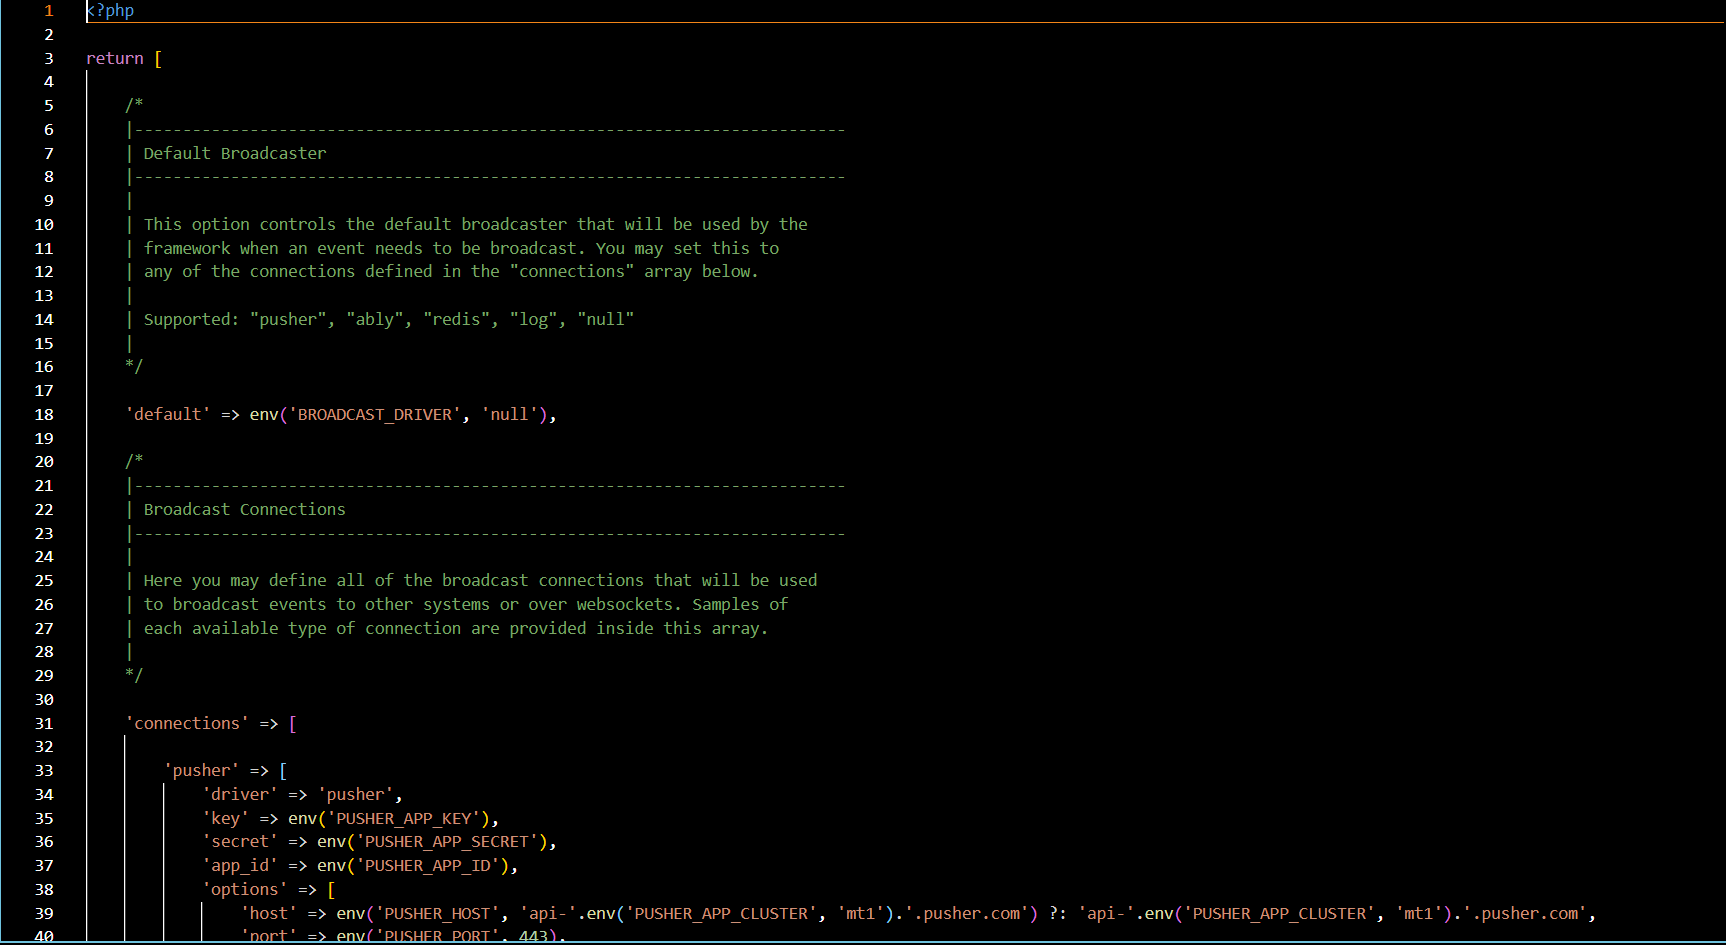 1 <?php
2
3 return [
4
5     /*
6     |--------------------------------------------------------------------------
7     | Default Broadcaster
8     |--------------------------------------------------------------------------
9     |
10     | This option controls the default broadcaster that will be used by the
11     | framework when an event needs to be broadcast. You may set this to
12     | any of the connections defined in the "connections" array below.
13     |
14     | Supported: "pusher", "ably", "redis", "log", "null"
15     |
16     */
17
18     'default' => env('BROADCAST_DRIVER', 'null'),
19
20     /*
21     |--------------------------------------------------------------------------
22     | Broadcast Connections
23     |--------------------------------------------------------------------------
24     |
25     | Here you may define all of the broadcast connections that will be used
26     | to broadcast events to other systems or over websockets. Samples of
27     | each available type of connection are provided inside this array.
28     |
29     */
30
31     'connections' => [
32
33         'pusher' => [
34             'driver' => 'pusher',
35             'key' => env('PUSHER_APP_KEY'),
36             'secret' => env('PUSHER_APP_SECRET'),
37             'app_id' => env('PUSHER_APP_ID'),
38             'options' => [
39                 'host' => env('PUSHER_HOST', 'api-'.env('PUSHER_APP_CLUSTER', 'mt1').'.pusher.com') ?: 'api-'.env('PUSHER_APP_CLUSTER', 'mt1').'.pusher.com',
40                 'port' => env('PUSHER_PORT', 443),